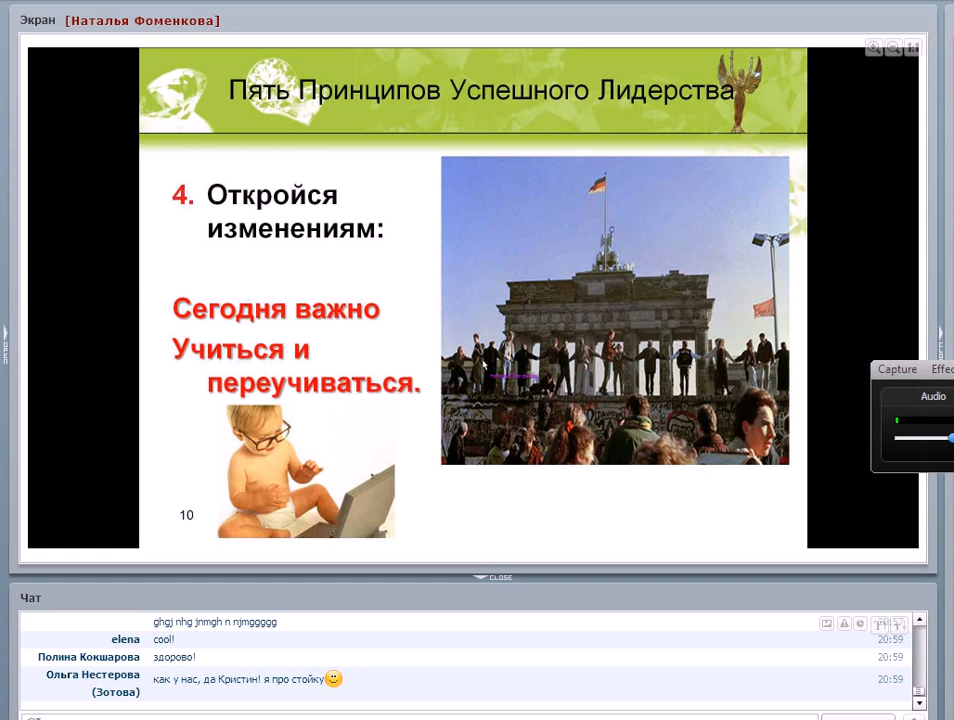 Экран [Наталья Фоменкова]
Пять Принципов Успешного Лидерства
4. Откройся
изменениям:
Сегодня важно
Учиться и
переучиваться.
10
Capture
Audio
CLOSE
Чат
ghgj nhg jnmgh n njmggggg
elena cool! 20:59
Полина Кокшарова здорово! 20:59
Ольга Нестерова
(Зотова) как у нас, да Кристин! я про стойку 20:59